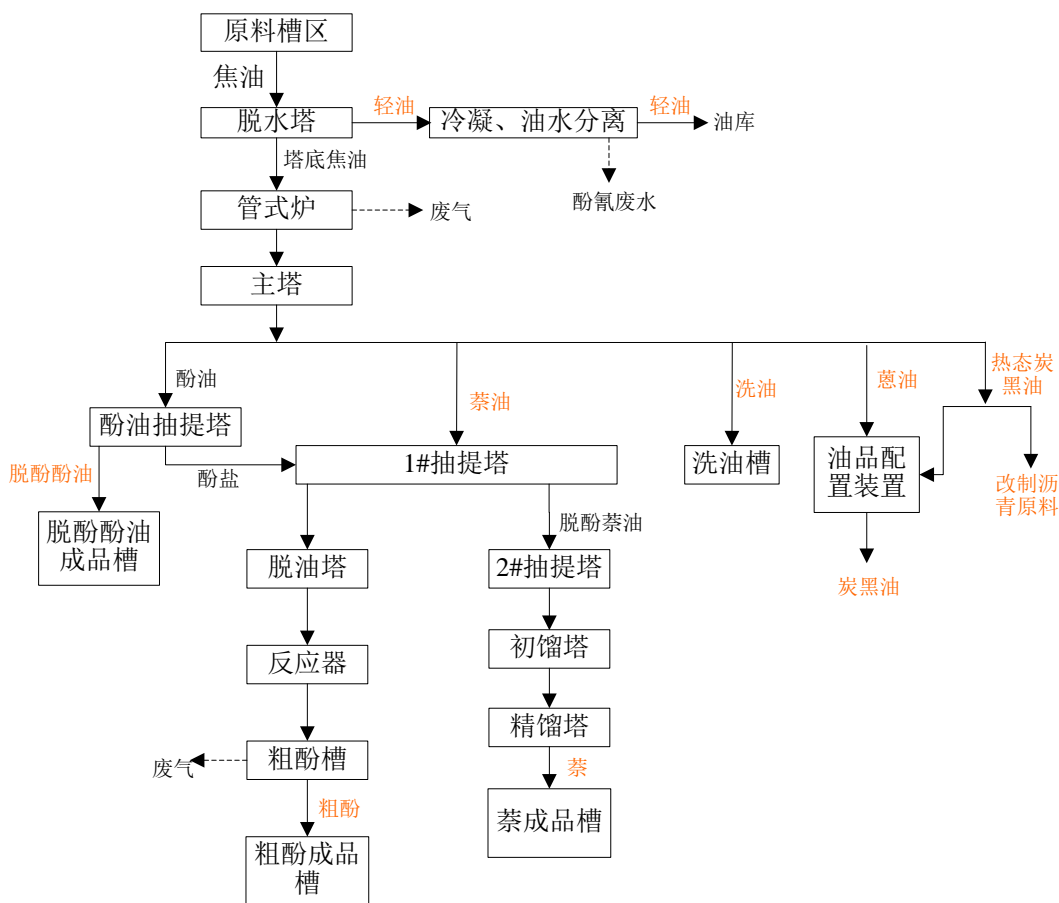 原料槽区
焦油
脱水塔
轻油
冷凝、油水分离
轻油
油库
塔底焦油
酚氰废水
管式炉
废气
主塔
酚油
萘油
洗油
蒽油
热态炭
黑油
酚油抽提塔
脱酚酚油
酚盐
1#抽提塔
洗油槽
油品配
置装置
改制沥
青原料
脱酚酚油
成品槽
脱酚萘油
炭黑油
脱油塔
2#抽提塔
反应器
初馏塔
粗酚槽
废气
精馏塔
粗酚
萘
粗酚成品
槽
萘成品槽